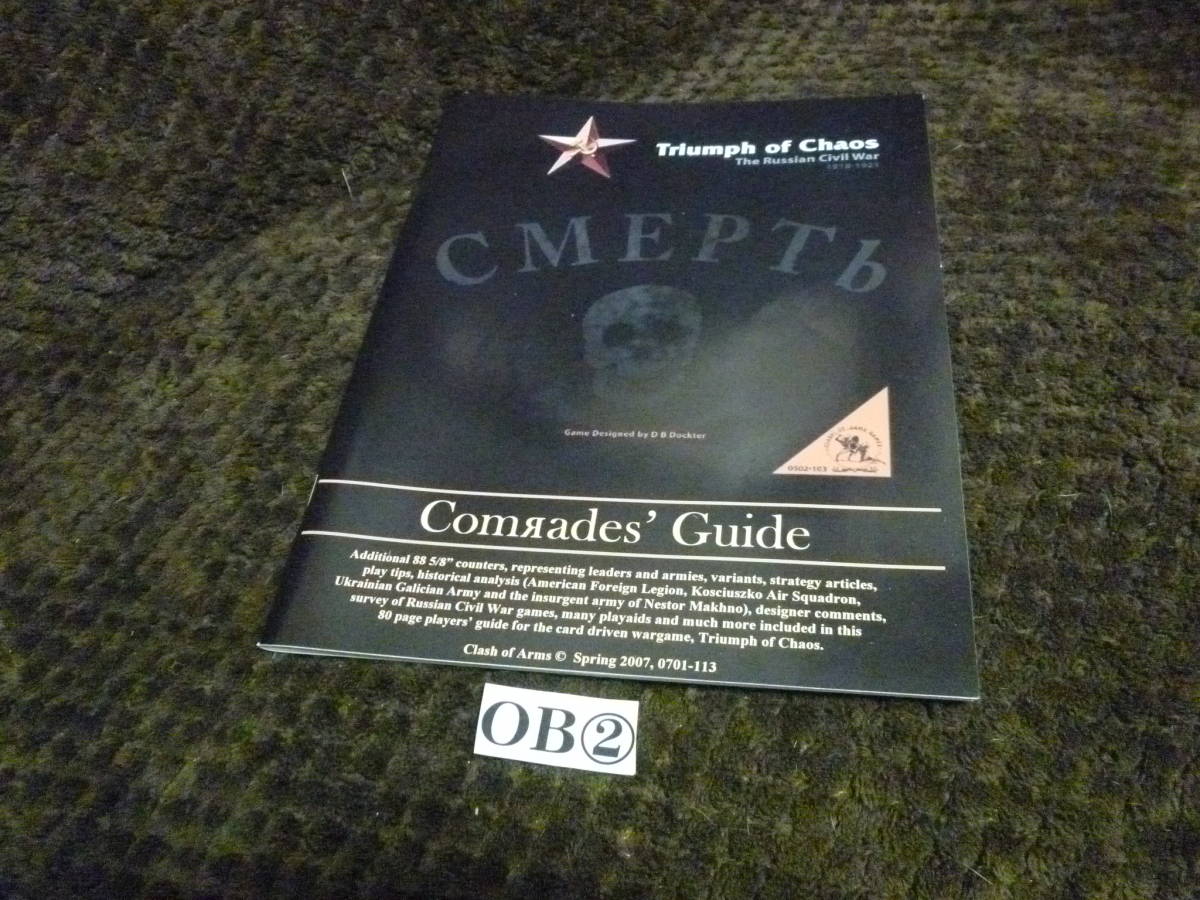 Triumph of Chaos
The Russian Civil War
1918-1921
СМЕРТЬ
Game Designed by D B Dockter
0502-103
Comяades' Guide
Additional 88 5/8" counters, representing leaders and armies, variants, strategy articles,
play tips, historical analysis (American Foreign Legion, Kosciuszko Air Squadron,
Ukrainian Galician Army and the insurgent army of Nestor Makhno), designer comments,
survey of Russian Civil War games, many playaids and much more included in this
80 page players' guide for the card driven wargame, Triumph of Chaos.
Clash of Arms © Spring 2007, 0701-113
OB②